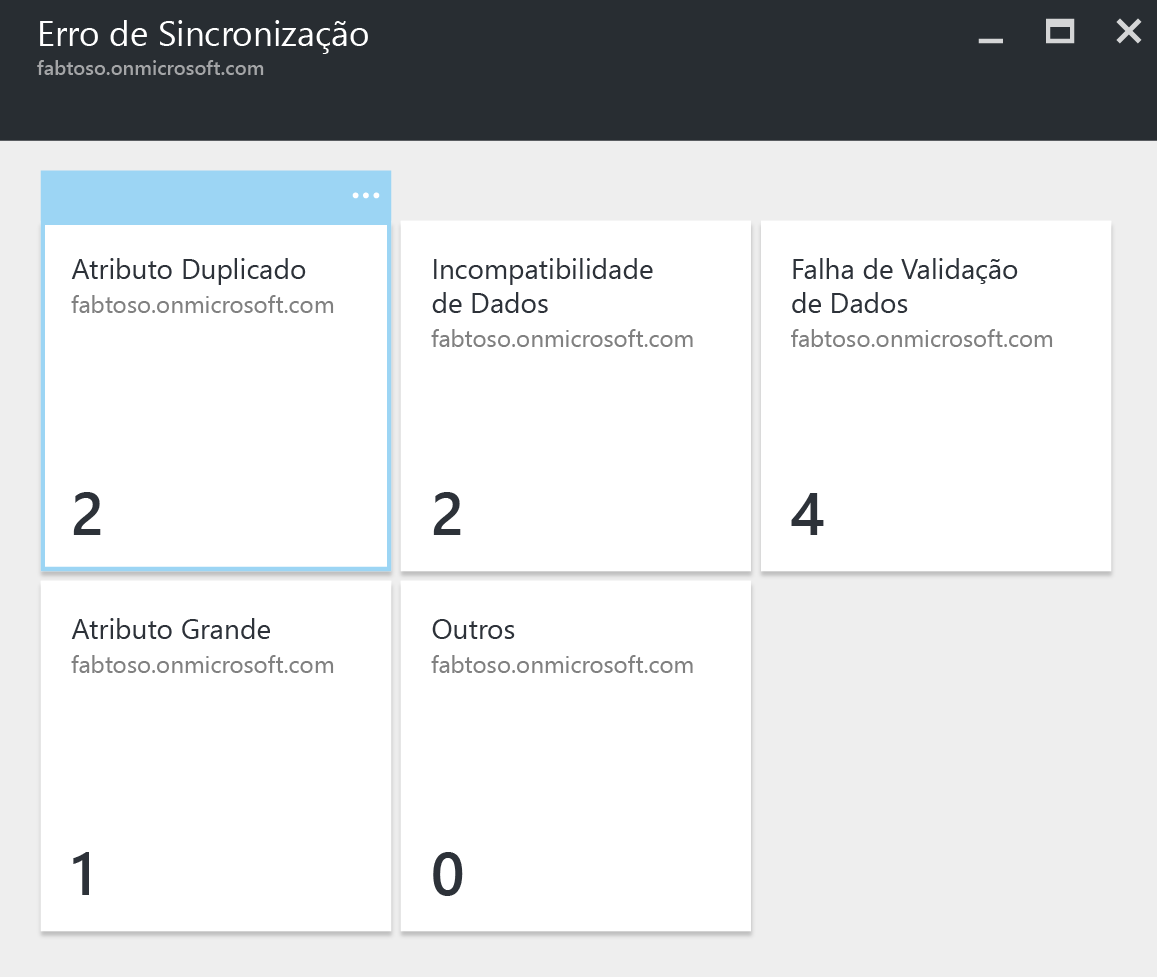 Erro de Sincronização
fabtoso.onmicrosoft.com
Atributo Duplicado
fabtoso.onmicrosoft.com
2
Incompatibilidade
de Dados
fabtoso.onmicrosoft.com
2
Falha de Validação
de Dados
fabtoso.onmicrosoft.com
4
Atributo Grande
fabtoso.onmicrosoft.com
1
Outros
fabtoso.onmicrosoft.com
0